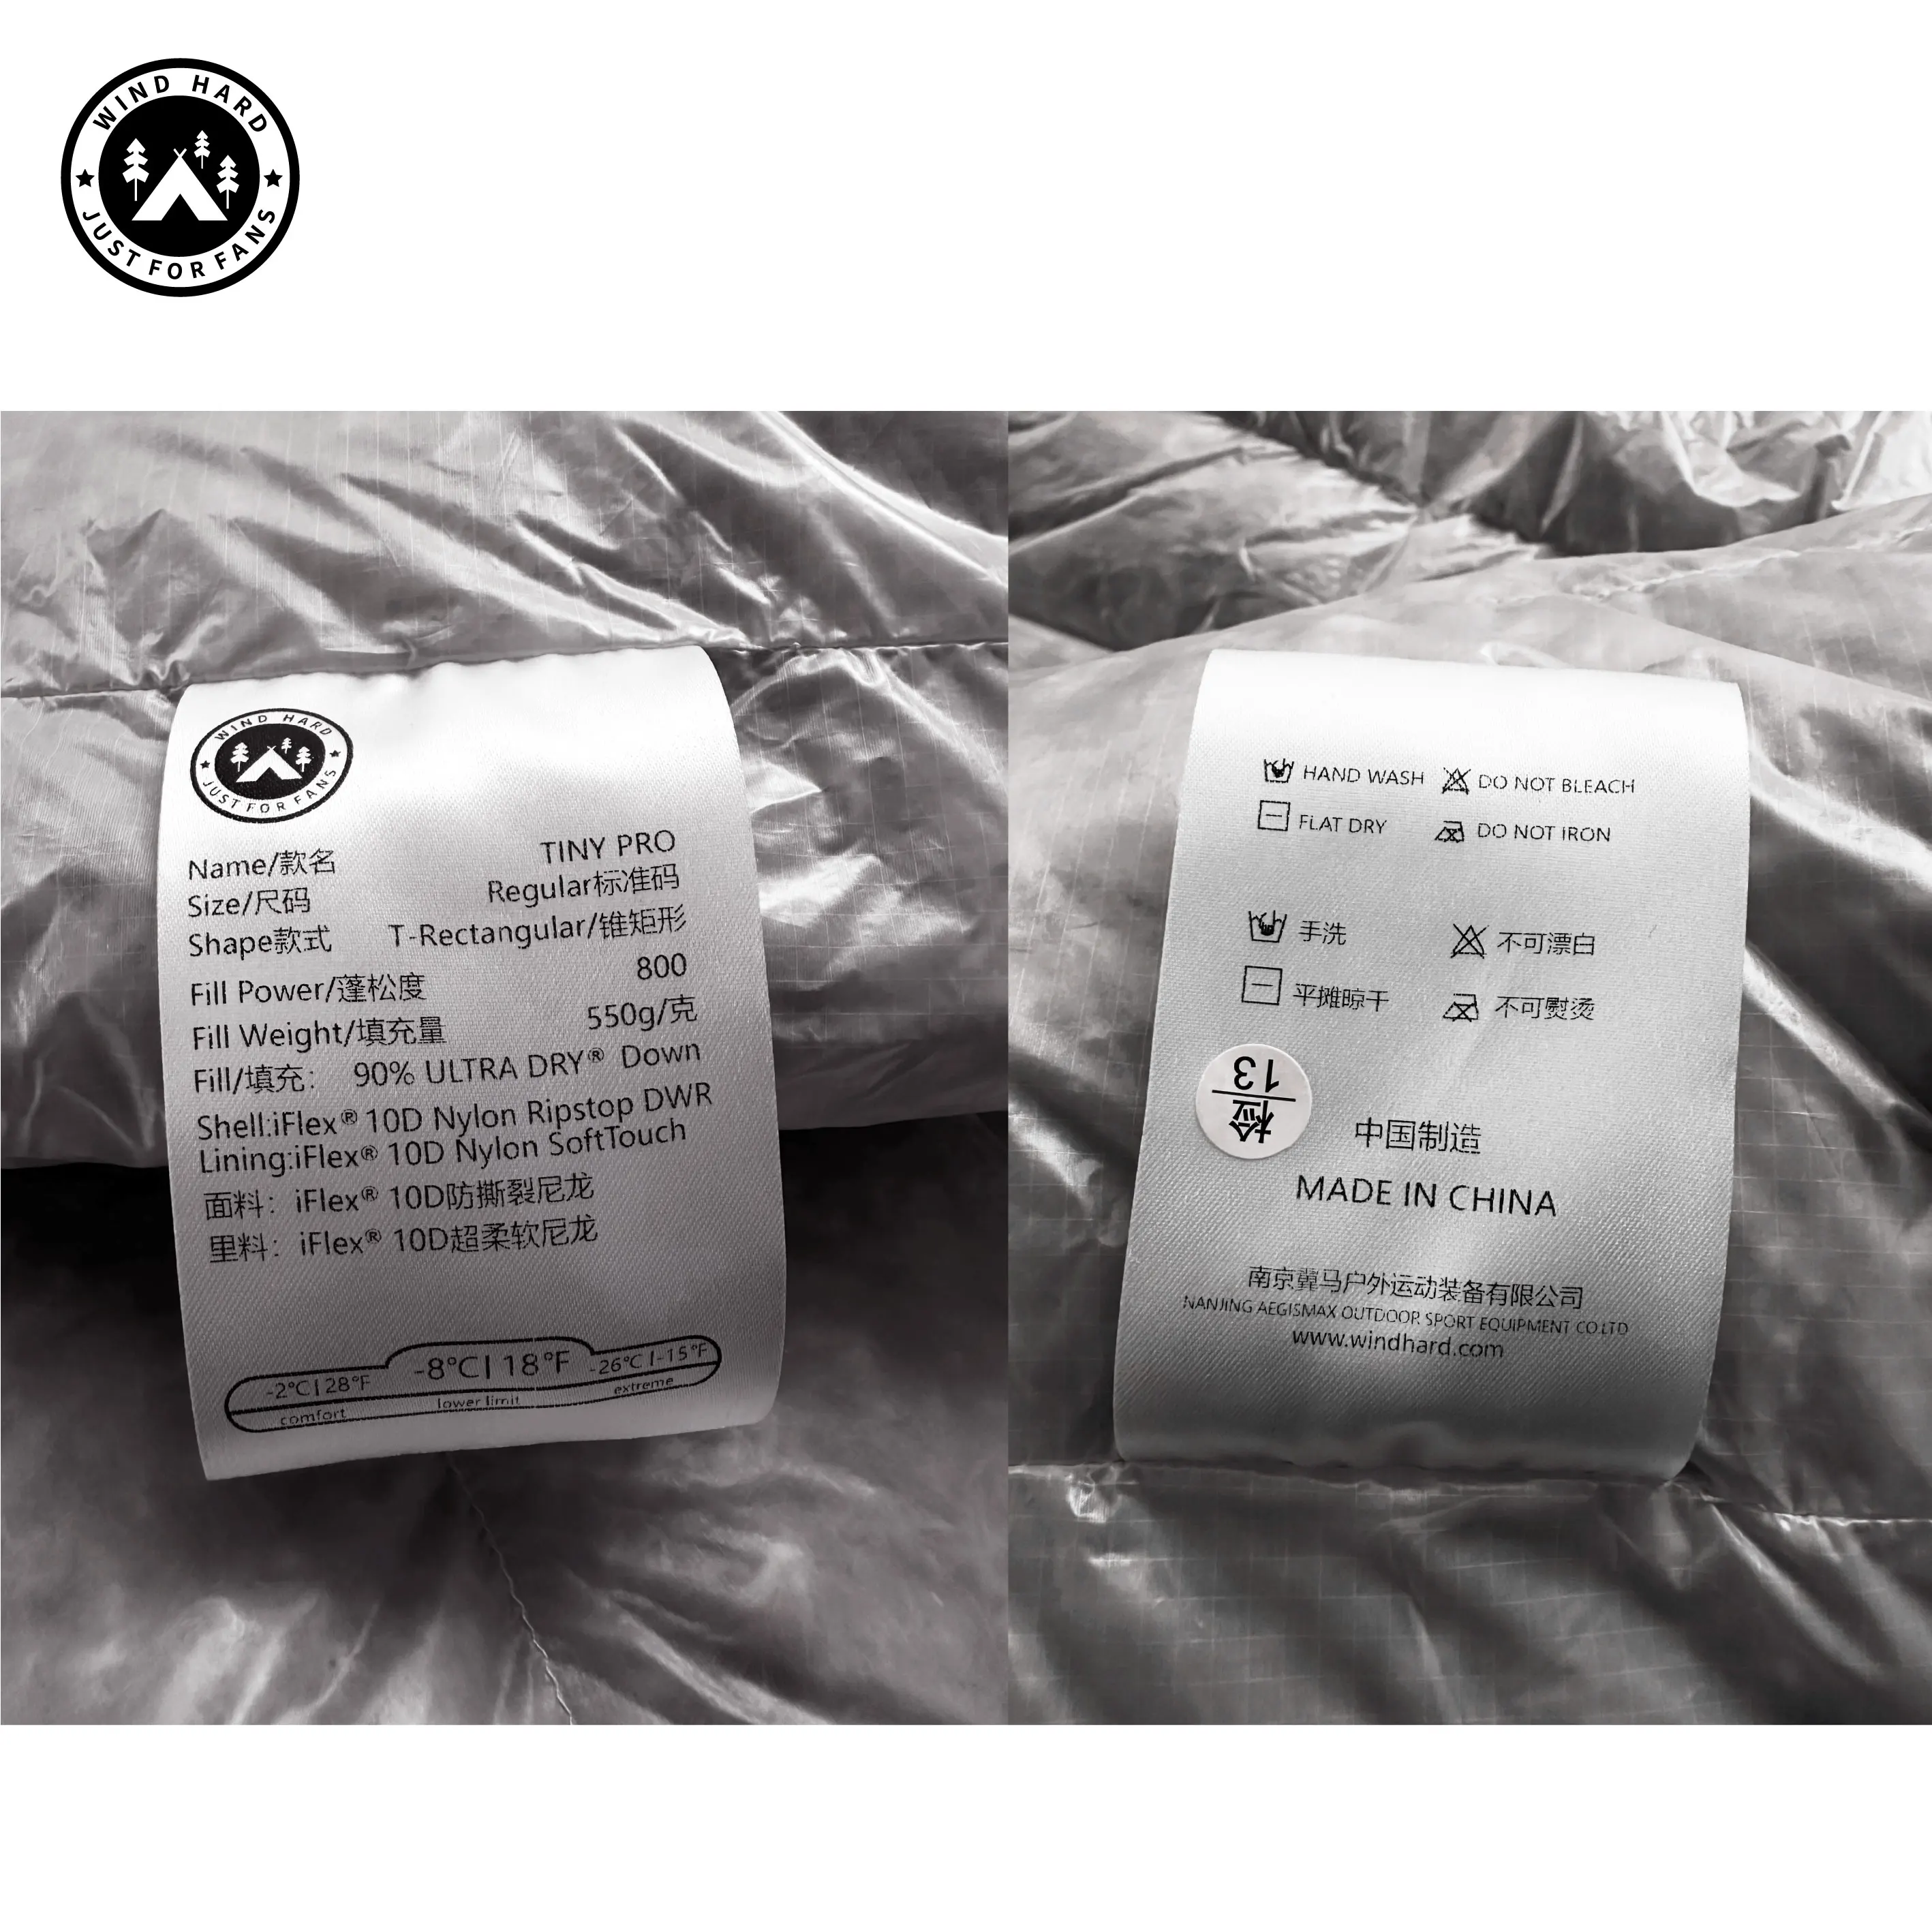 WIND HARD
JUST FOR FANS
WIND HARD
JUST FOR FANS
Name/款名 TINY PRO
Size/尺码 Regular标准码
Shape款式 T-Rectangular/锥矩形
Fill Power/蓬松度 800
Fill Weight/填充量 550g/克
Fill/填充: 90% ULTRA DRY® Down
Shell:iFlex® 10D Nylon Ripstop DWR
Lining:iFlex® 10D Nylon SoftTouch
面料: iFlex® 10D防撕裂尼龙
里料: iFlex® 10D超柔软尼龙
-2°C|28°F -8°C|18°F -26°C|-15°F
comfort lower limit extreme
HAND WASH DO NOT BLEACH
FLAT DRY DO NOT IRON
手洗 不可漂白
平摊晾干 不可熨烫
检
13
中国制造
MADE IN CHINA
南京冀马户外运动装备有限公司
NANJING AEGISMAX OUTDOOR SPORT EQUIPMENT CO.LTD
www.windhard.com